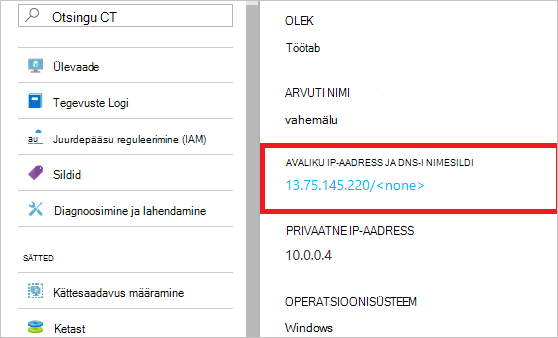 Otsingu CT
Ülevaade
Tegevuste Logi
au
Juurdepääsu reguleerimine (IAM)
Sildid
Diagnoosimine ja lahendamine
SÄTTED
Kättesaadavus määramine
Ketast
OLEK
Töötab
ARVUTI NIMI
vahemälu
AVALIKU IP-AADRESS JA DNS-I NIMESILDI
13.75.145.220/<none>
PRIVAATNE IP-AADRESS
10.0.0.4
OPERATSIOONISÜSTEEM
Windows